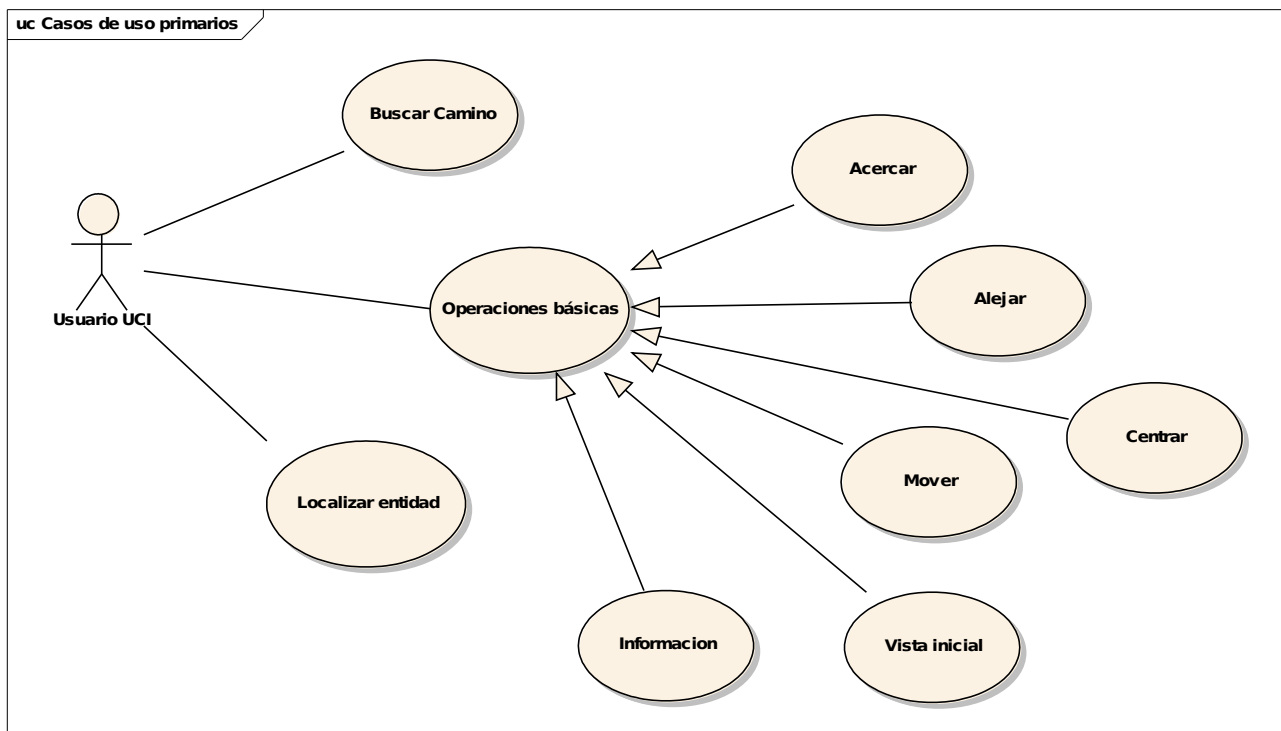 uc Casos de uso primarios
Buscar Camino
Acercar
Usuario UCI
Operaciones básicas
Alejar
Centrar
Mover
Localizar entidad
Informacion
Vista inicial